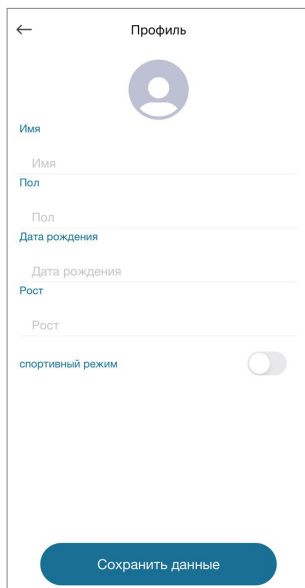 Профиль
Имя
Имя
Пол
Пол
Дата рождения
Дата рождения
Рост
Рост
спортивный режим
Сохранить данные